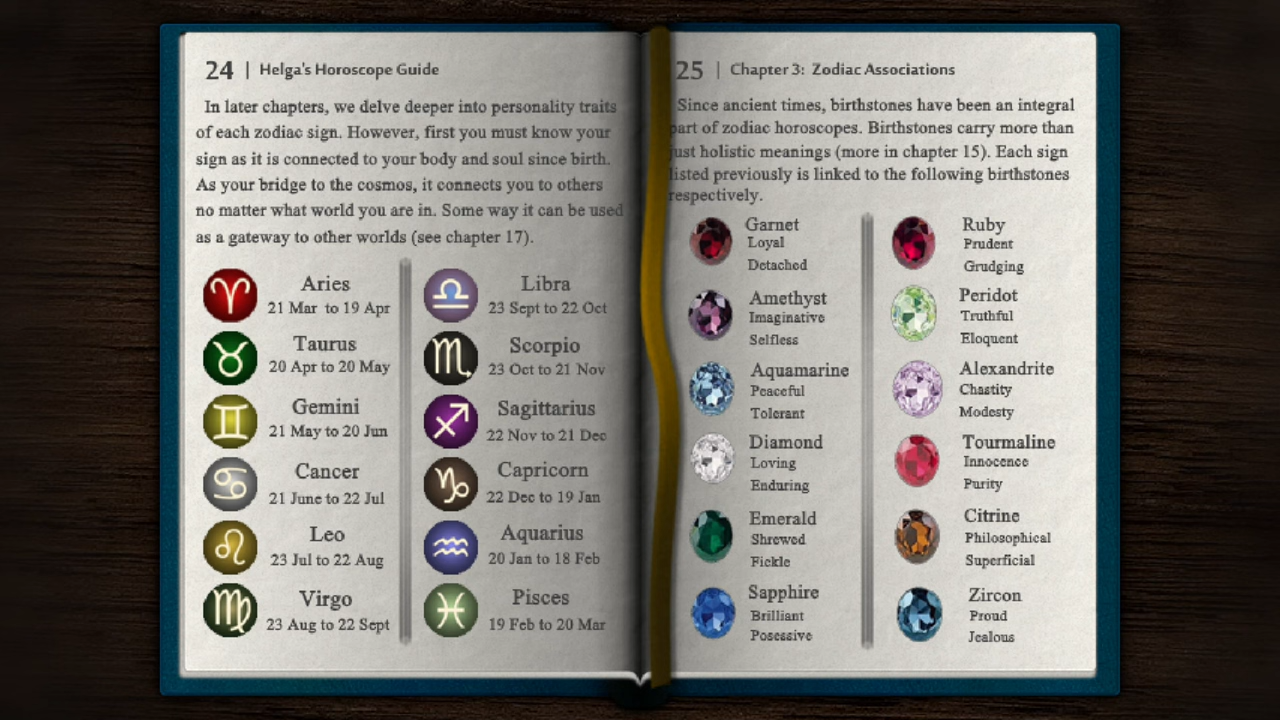 24 | Helga's Horoscope Guide
In later chapters, we delve deeper into personality traits
of each zodiac sign. However, first you must know your
sign as it is connected to your body and soul since birth.
As your bridge to the cosmos, it connects you to others
no matter what world you are in. Some way it can be used
as a gateway to other worlds (see chapter 17).
Aries
21 Mar to 19 Apr
Taurus
20 Apr to 20 May
Gemini
21 May to 20 Jun
Cancer
21 June to 22 Jul
Leo
23 Jul to 22 Aug
Virgo
23 Aug to 22 Sept
Libra
23 Sept to 22 Oct
Scorpio
23 Oct to 21 Nov
Sagittarius
22 Nov to 21 Dec
Capricorn
22 Dec to 19 Jan
Aquarius
20 Jan to 18 Feb
Pisces
19 Feb to 20 Mar
25 | Chapter 3: Zodiac Associations
Since ancient times, birthstones have been an integral
part of zodiac horoscopes. Birthstones carry more than
just holistic meanings (more in chapter 15). Each sign
listed previously is linked to the following birthstones
respectively.
Garnet
Loyal
Detached
Amethyst
Imaginative
Selfless
Aquamarine
Peaceful
Tolerant
Diamond
Loving
Enduring
Emerald
Shrewed
Fickle
Sapphire
Brilliant
Posessive
Ruby
Prudent
Grudging
Peridot
Truthful
Eloquent
Alexandrite
Chastity
Modesty
Tourmaline
Innocence
Purity
Citrine
Philosophical
Superficial
Zircon
Proud
Jealous